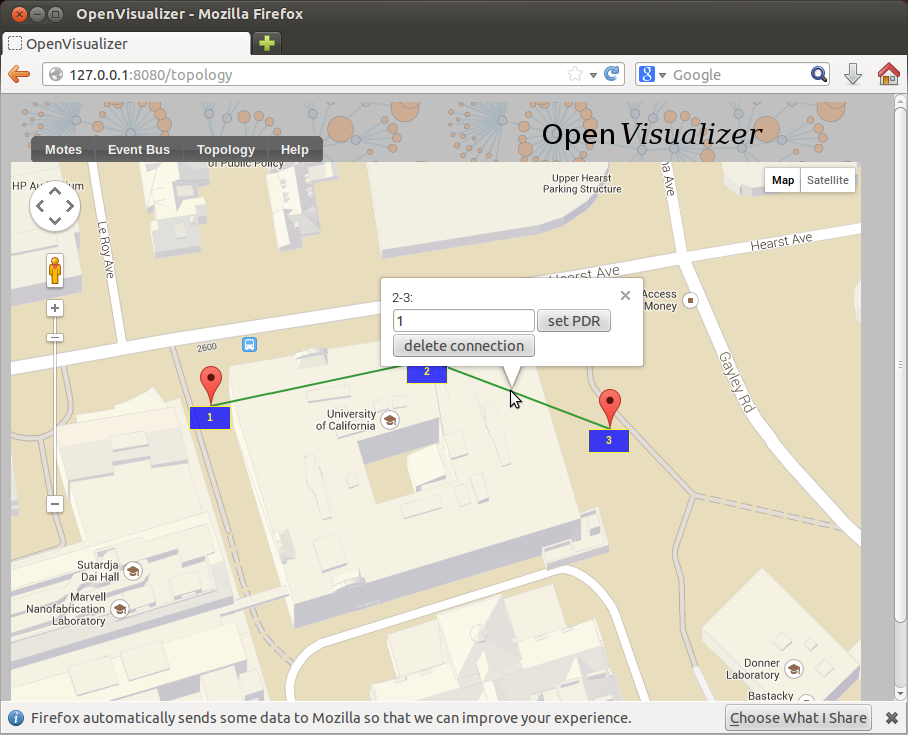 OpenVisualizer - Mozilla Firefox
OpenVisualizer
127.0.0.1:8080/topology
Google
OpenVisualizer
Motes Event Bus Topology Help
of Public Policy
Map Satellite
Upper Hearst
Parking Structure
Le Roy Ave
Hearst Ave
Hearst Ave
Access
Money
2-3:
1 set PDR
delete connection
2600
Gayley Rd
1
2
3
University
of California
Sutardja
Dai Hall
Marvell
Nanofabrication
Laboratory
Donner
Laboratory
Bastacky
Firefox automatically sends some data to Mozilla so that we can improve your experience.
Choose What I Share